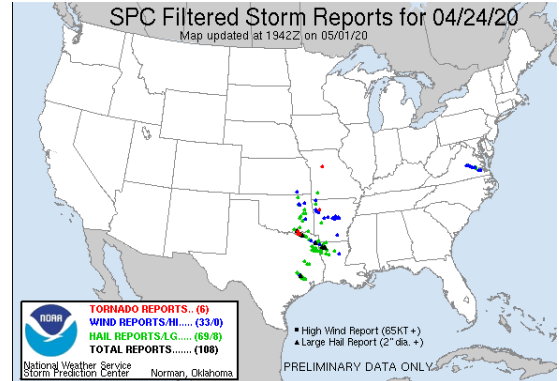 SPC Filtered Storm Reports for 04/24/20
Map updated at 1942Z on 05/01/20
TORNADO REPORTS.. (6)
WIND REPORTS/HI..... (33/0)
HAIL REPORTS/LG..... (69/8)
TOTAL REPORTS....... (108)
NOAA
National Weather Service
Storm Prediction Center Norman, Oklahoma
High Wind Report (65KT +)
Large Hail Report (2" dia. +)
PRELIMINARY DATA ONLY